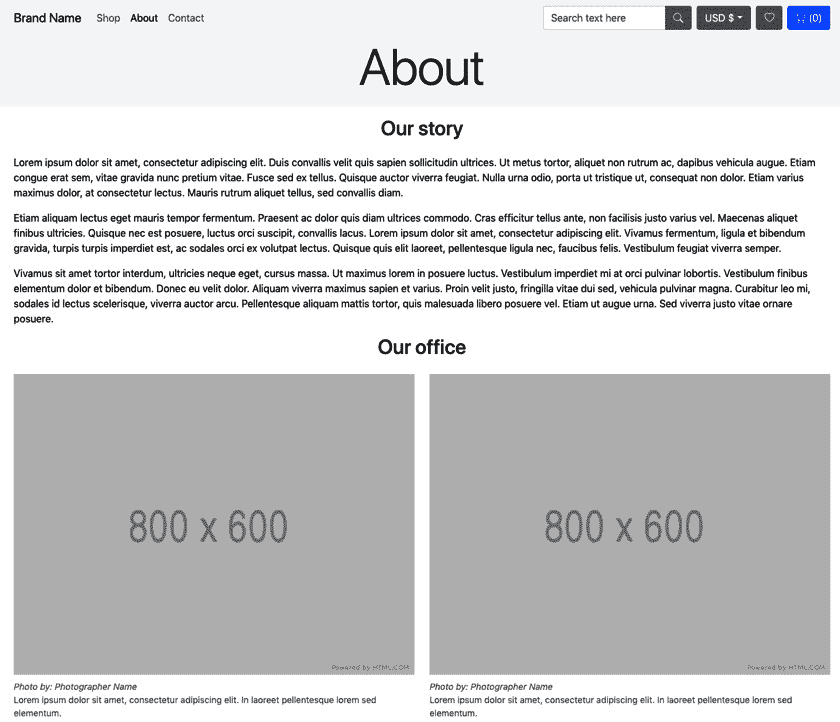 Brand Name Shop About Contact Search text here USD $ (0)
About
Our story
Lorem ipsum dolor sit amet, consectetur adipiscing elit. Duis convallis velit quis sapien sollicitudin ultrices. Ut metus tortor, aliquet non rutrum ac, dapibus vehicula augue. Etiam
congue erat sem, vitae gravida nunc pretium vitae. Fusce sed ex tellus. Quisque auctor viverra feugiat. Nulla urna odio, porta ut tristique ut, consequat non dolor. Etiam varius
maximus dolor, at consectetur lectus. Mauris rutrum aliquet tellus, sed convallis diam.
Etiam aliquam lectus eget mauris tempor fermentum. Praesent ac dolor quis diam ultrices commodo. Cras efficitur tellus ante, non facilisis justo varius vel. Maecenas aliquet
finibus ultricies. Quisque nec est posuere, luctus orci suscipit, convallis lacus. Lorem ipsum dolor sit amet, consectetur adipiscing elit. Vivamus fermentum, ligula et bibendum
gravida, turpis turpis imperdiet est, ac sodales orci ex volutpat lectus. Quisque quis elit laoreet, pellentesque ligula nec, faucibus felis. Vestibulum feugiat viverra semper.
Vivamus sit amet tortor interdum, ultricies neque eget, cursus massa. Ut maximus lorem in posuere luctus. Vestibulum imperdiet mi at orci pulvinar lobortis. Vestibulum finibus
elementum dolor et bibendum. Donec eu velit dolor. Aliquam viverra maximus sapien et varius. Proin velit justo, fringilla vitae dui sed, vehicula pulvinar magna. Curabitur leo mi,
sodales id lectus scelerisque, viverra auctor arcu. Pellentesque aliquam mattis tortor, quis malesuada libero posuere vel. Etiam ut augue urna. Sed viverra justo vitae ornare
posuere.
Our office
800 x 600
Powered by HTML.COM
Photo by: Photographer Name
Lorem ipsum dolor sit amet, consectetur adipiscing elit. In laoreet pellentesque lorem sed
elementum.
800 x 600
Powered by HTML.COM
Photo by: Photographer Name
Lorem ipsum dolor sit amet, consectetur adipiscing elit. In laoreet pellentesque lorem sed
elementum.